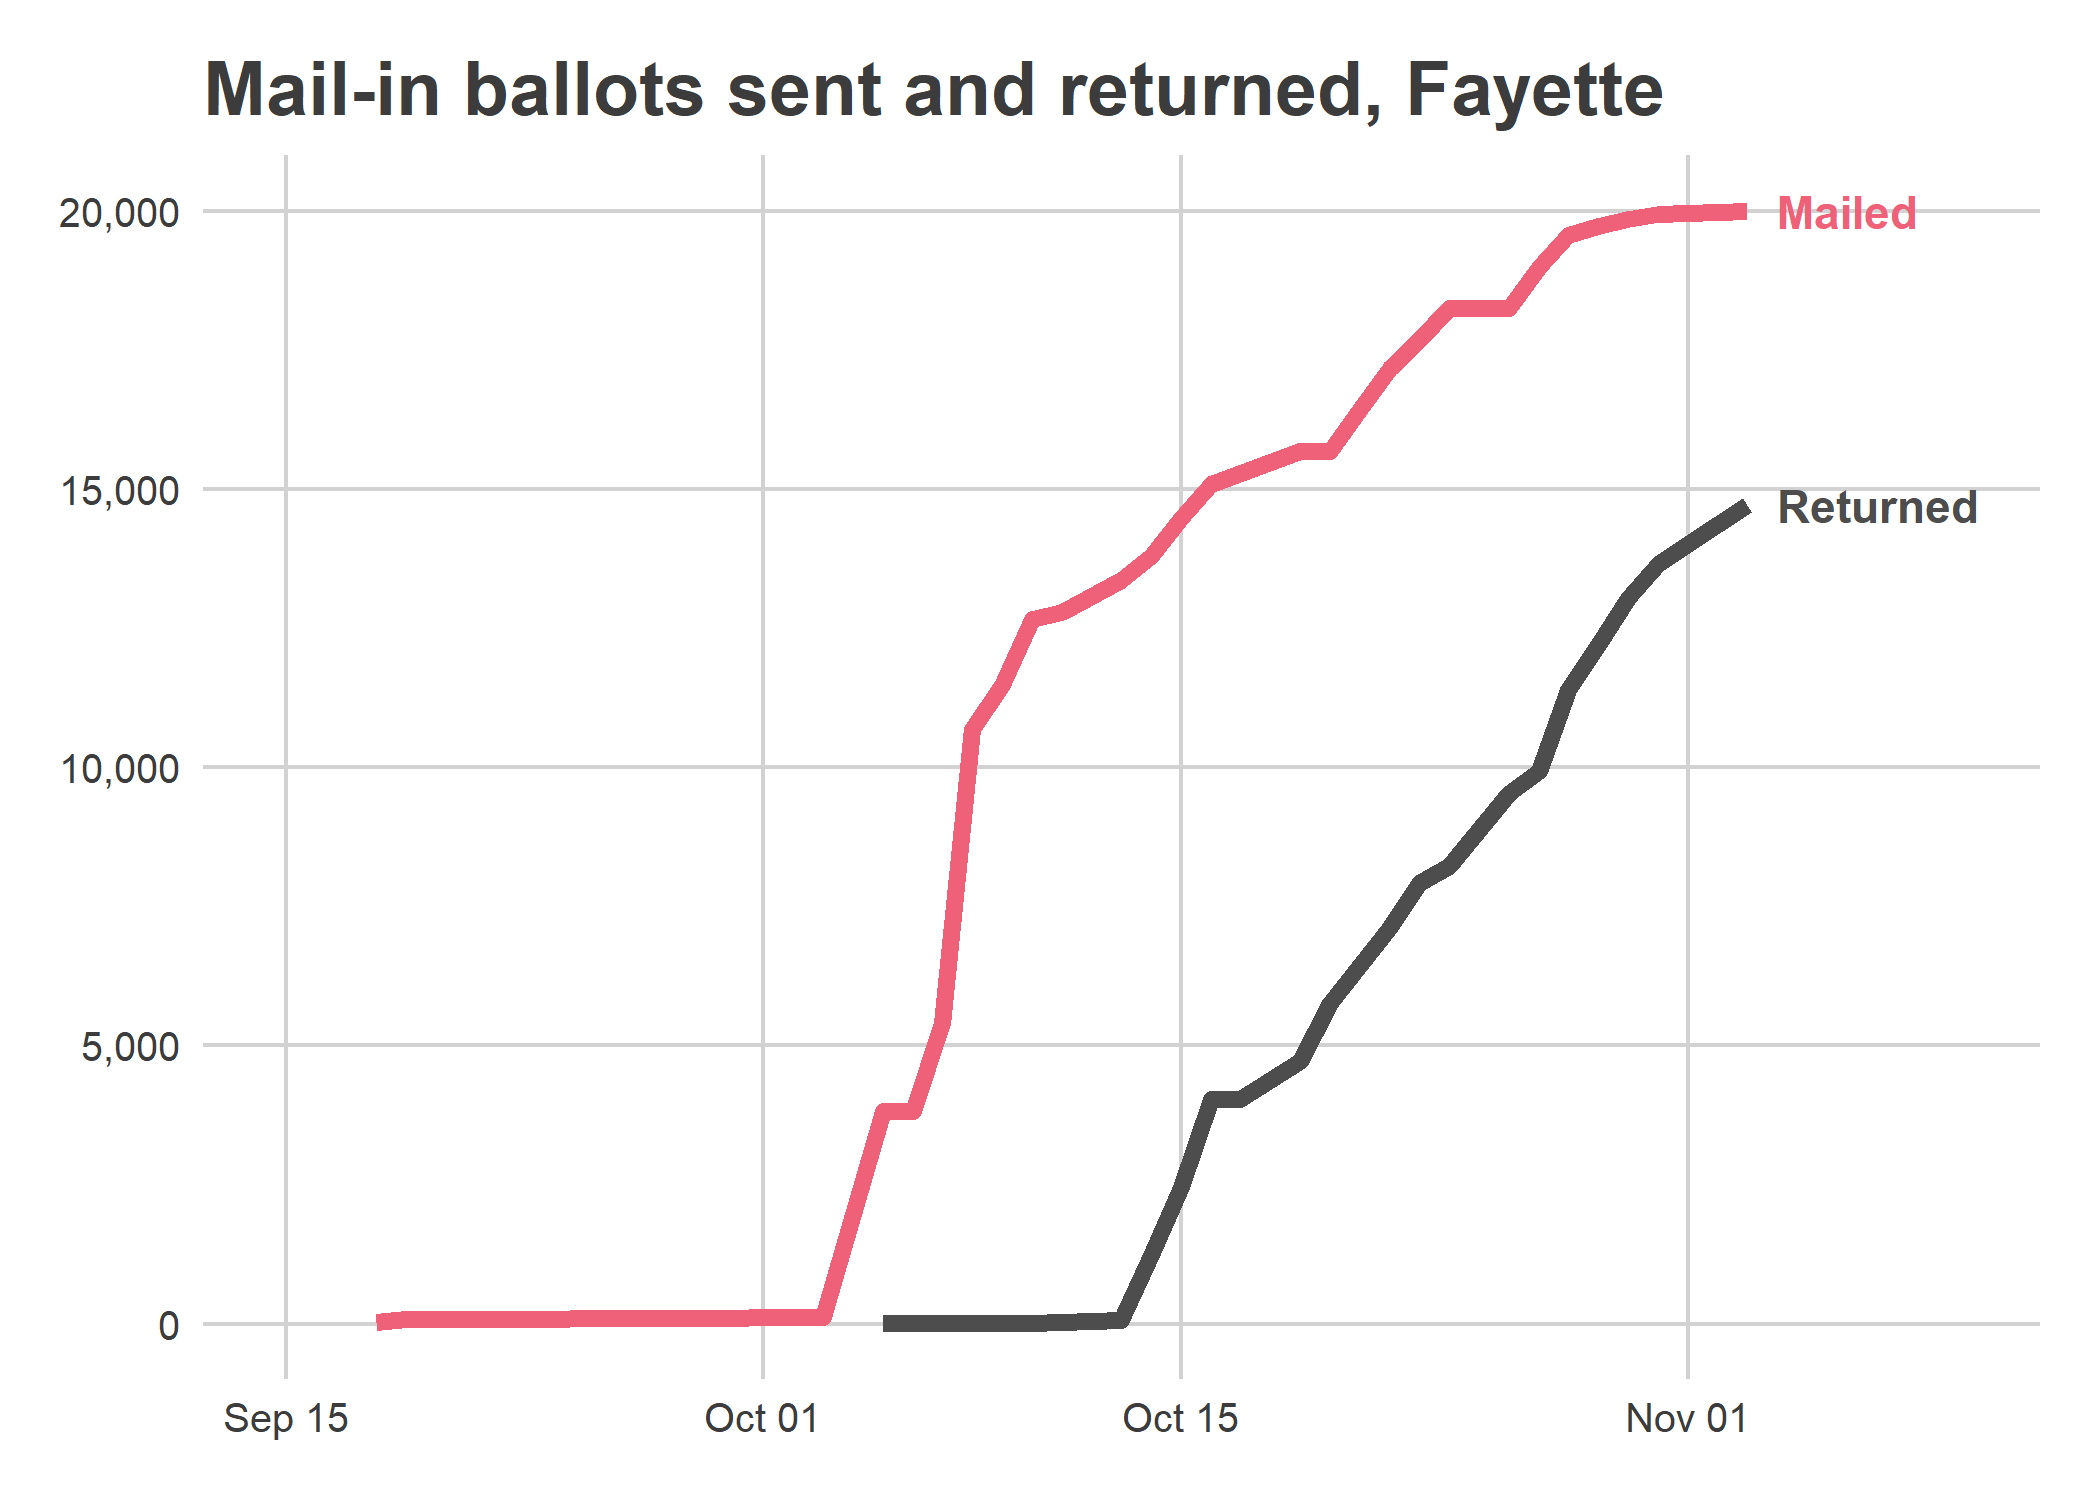 Mail-in ballots sent and returned, Fayette
20,000
Mailed
15,000
Returned
10,000
5,000
0
Sep 15
Oct 01
Oct 15
Nov 01